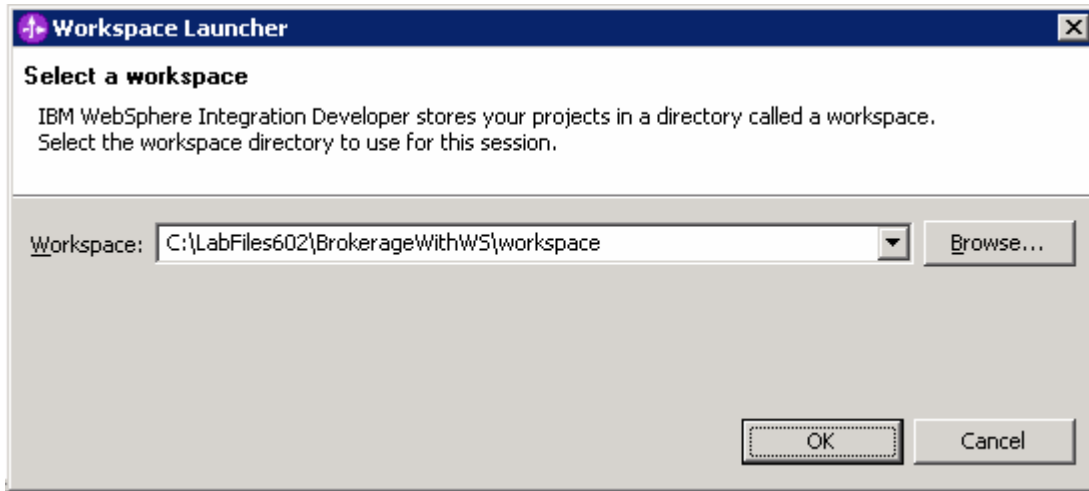 Workspace Launcher
Select a workspace
IBM WebSphere Integration Developer stores your projects in a directory called a workspace.
Select the workspace directory to use for this session.
Workspace: C:\LabFiles602\BrokerageWithWS\workspace Browse...
OK Cancel